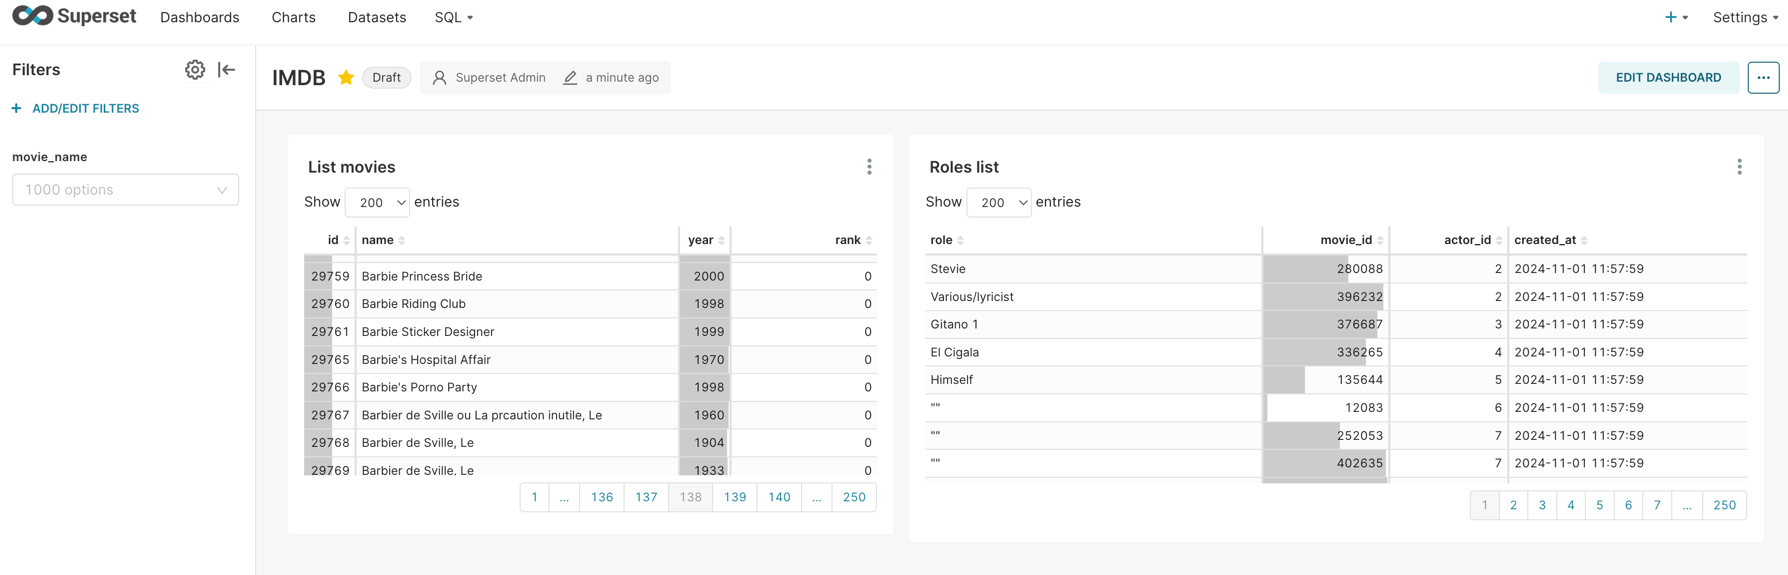 Superset Dashboards Charts Datasets SQL + Settings
Filters
+ ADD/EDIT FILTERS
movie_name
1000 options
IMDB Draft Superset Admin a minute ago EDIT DASHBOARD ...
List movies
Show 200 entries
id name year rank
29759 Barbie Princess Bride 2000 0
29760 Barbie Riding Club 1998 0
29761 Barbie Sticker Designer 1999 0
29765 Barbie's Hospital Affair 1970 0
29766 Barbie's Porno Party 1998 0
29767 Barbier de Sville ou La prcaution inutile, Le 1960 0
29768 Barbier de Sville, Le 1904 0
29769 Barbier de Sville, Le 1933 0
1 ... 136 137 138 139 140 ... 250
Roles list
Show 200 entries
role movie_id actor_id created_at
Stevie 280088 2 2024-11-01 11:57:59
Various/lyricist 396232 2 2024-11-01 11:57:59
Gitano 1 376687 3 2024-11-01 11:57:59
El Cigala 336265 4 2024-11-01 11:57:59
Himself 135644 5 2024-11-01 11:57:59
"" 12083 6 2024-11-01 11:57:59
"" 252053 7 2024-11-01 11:57:59
"" 402635 7 2024-11-01 11:57:59
1 2 3 4 5 6 7 ... 250